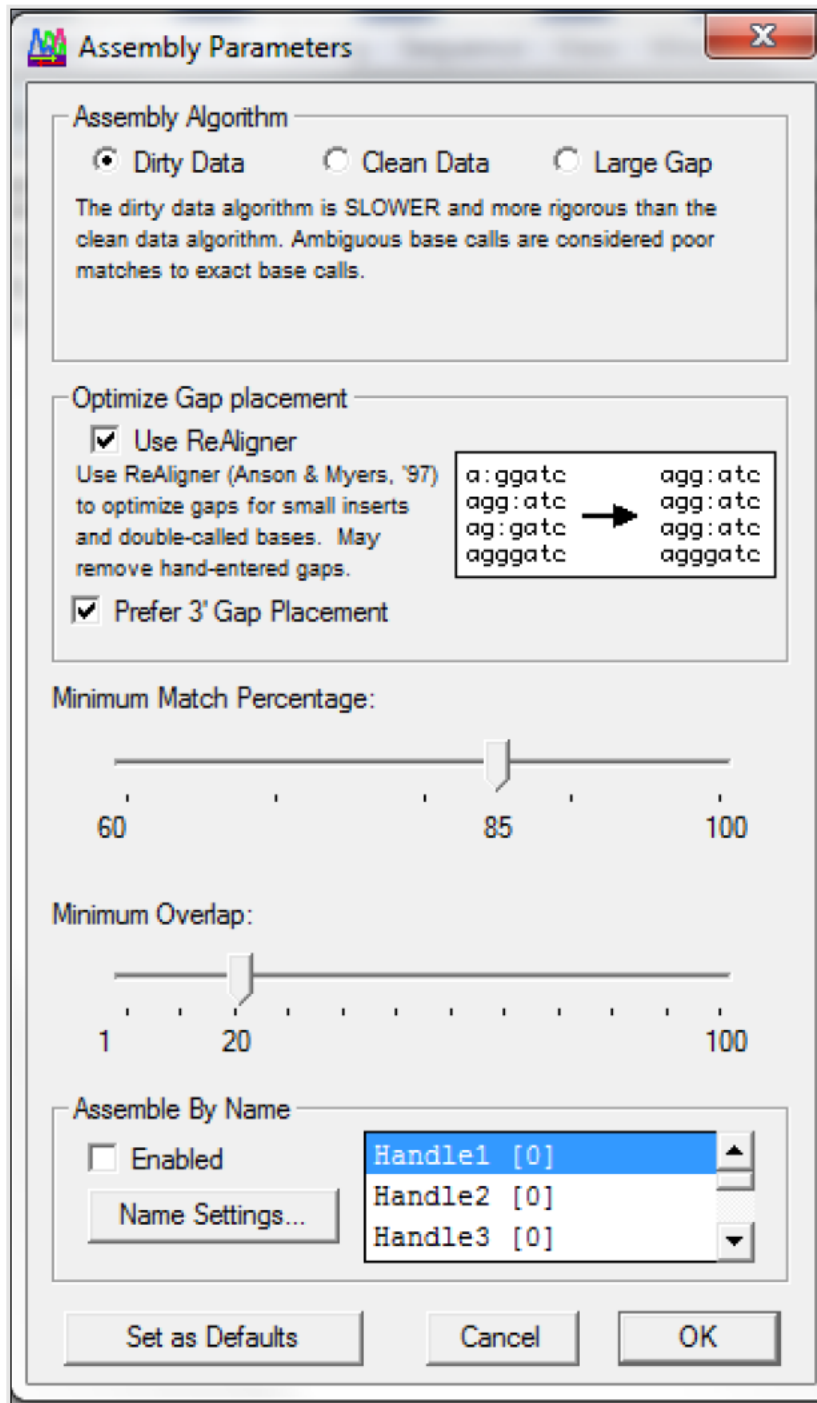 Assembly Parameters
Assembly Algorithm
Dirty Data Clean Data Large Gap
The dirty data algorithm is SLOWER and more rigorous than the
clean data algorithm. Ambiguous base calls are considered poor
matches to exact base calls.
Optimize Gap placement
Use ReAligner
Use ReAligner (Anson & Myers, '97)
to optimize gaps for small inserts
and double-called bases. May
remove hand-entered gaps.
a:ggatc agg:atc
agg:atc agg:atc
ag:gatc agg:atc
agggatc agggatc
Prefer 3' Gap Placement
Minimum Match Percentage:
60 85 100
Minimum Overlap:
1 20 100
Assemble By Name
Enabled
Name Settings...
Handle1 [0]
Handle2 [0]
Handle3 [0]
Set as Defaults Cancel OK